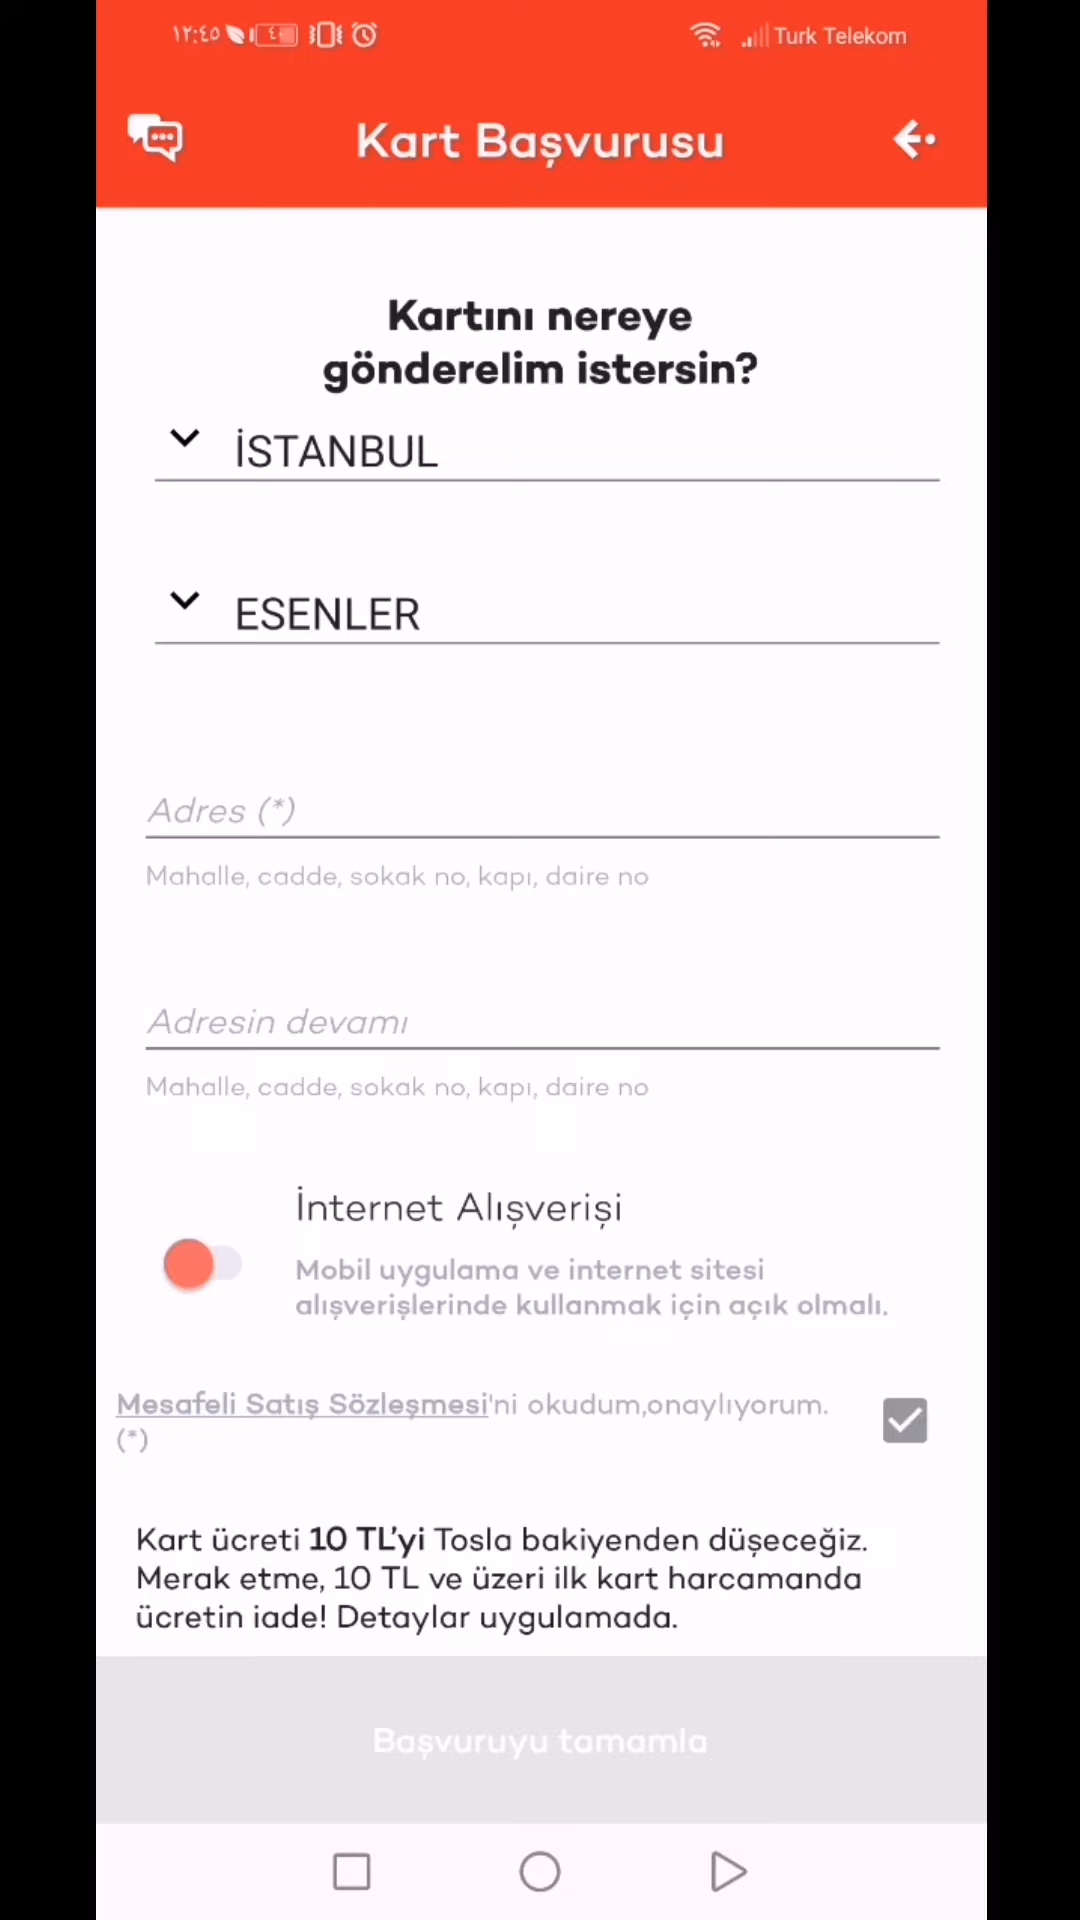 ١٢:٤٥ ٤٠ Turk Telekom
Kart Başvurusu
Kartını nereye
gönderelim istersin?
İSTANBUL
ESENLER
Adres (*)
Mahalle, cadde, sokak no, kapı, daire no
Adresin devamı
Mahalle, cadde, sokak no, kapı, daire no
İnternet Alışverişi
Mobil uygulama ve internet sitesi
alışverişlerinde kullanmak için açık olmalı.
Mesafeli Satış Sözleşmesi'ni okudum,onaylıyorum.
(*)
Kart ücreti 10 TL’yi Tosla bakiyenden düşeceğiz.
Merak etme, 10 TL ve üzeri ilk kart harcamanda
ücretin iade! Detaylar uygulamada.
Başvuruyu tamamla